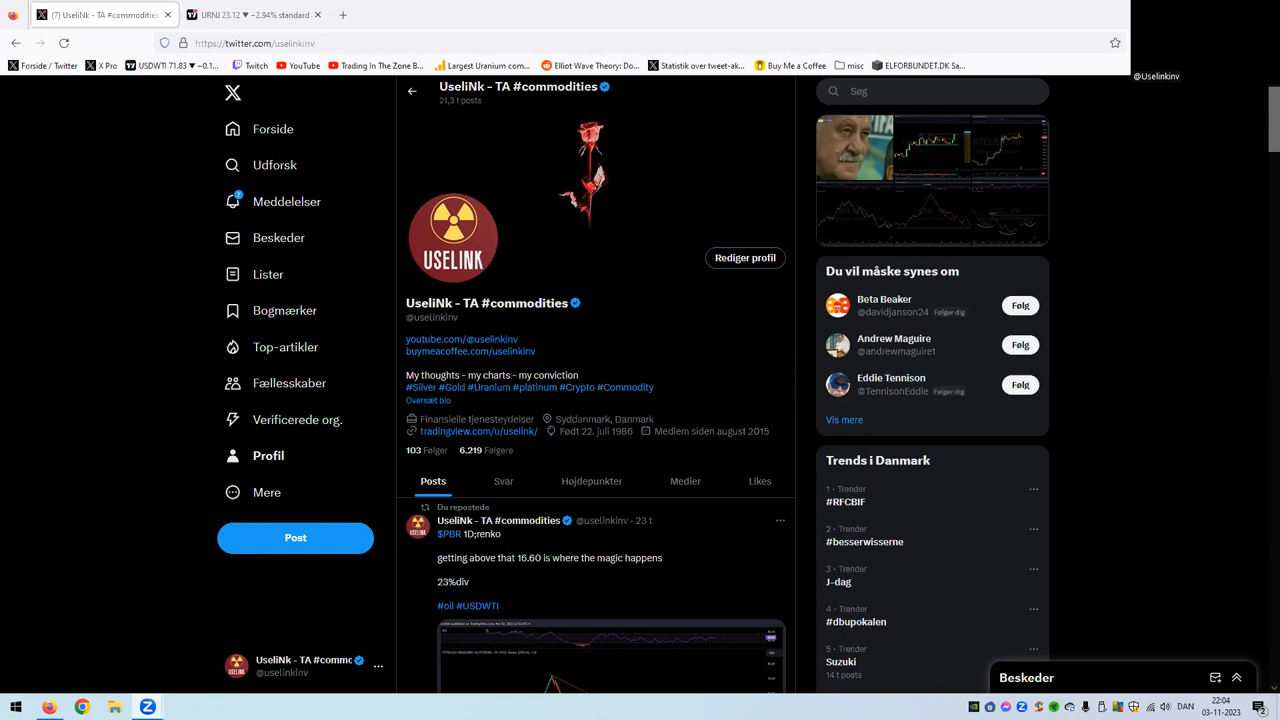 (7) UseliNk - TA #commodities
URNJ 23.12 ▼ −2.94% standard
https://twitter.com/uselinkinv
Forside / Twitter
X Pro
USDWTI 71.83 ▼ −0.1...
Twitch
YouTube
Trading In The Zone B...
Largest Uranium com...
Elliott Wave Theory: Do...
Statistik over tweet-ak...
Buy Me a Coffee
misc
ELFORBUNDET.DK Sa...
@Uselinkinv
Forside
Udforsk
7
Meddelelser
Beskeder
Lister
Bogmærker
Top-artikler
Fællesskaber
Verificerede org.
Profil
Mere
Post
UseliNk - TA #commc
@uselinkinv
UseliNk - TA #commodities
21,3 t posts
USELINK
Rediger profil
UseliNk - TA #commodities
@uselinkinv
youtube.com/@uselinkinv
buymeacoffee.com/uselinkinv
My thoughts - my charts - my conviction
#Silver #Gold #Uranium #platinum #Crypto #Commodity
Oversæt bio
Finansielle tjenesteydelser Syddanmark, Danmark
tradingview.com/u/uselink/ Født 22. juli 1986 Medlem siden august 2015
103 Følger 6.219 Følgere
Posts Svar Højdepunkter Medier Likes
Du repostede
UseliNk - TA #commodities @uselinkinv · 23 t
$PBR 1D;renko
getting above that 16.60 is where the magic happens
23%div
#oil #USDWTI
Søg
Du vil måske synes om
Beta Beaker
@davidjanson24 Følger dig
Følg
Andrew Maguire
@andrewmaguire1
Følg
Eddie Tennison
@TennisonEddie Følger dig
Følg
Vis mere
Trends i Danmark
1 · Trender
#RFCBIF
2 · Trender
#besserwisserne
3 · Trender
J-dag
4 · Trender
#dbupokalen
5 · Trender
Suzuki
14 t posts
Beskeder
DAN
22:04
03-11-2023
2